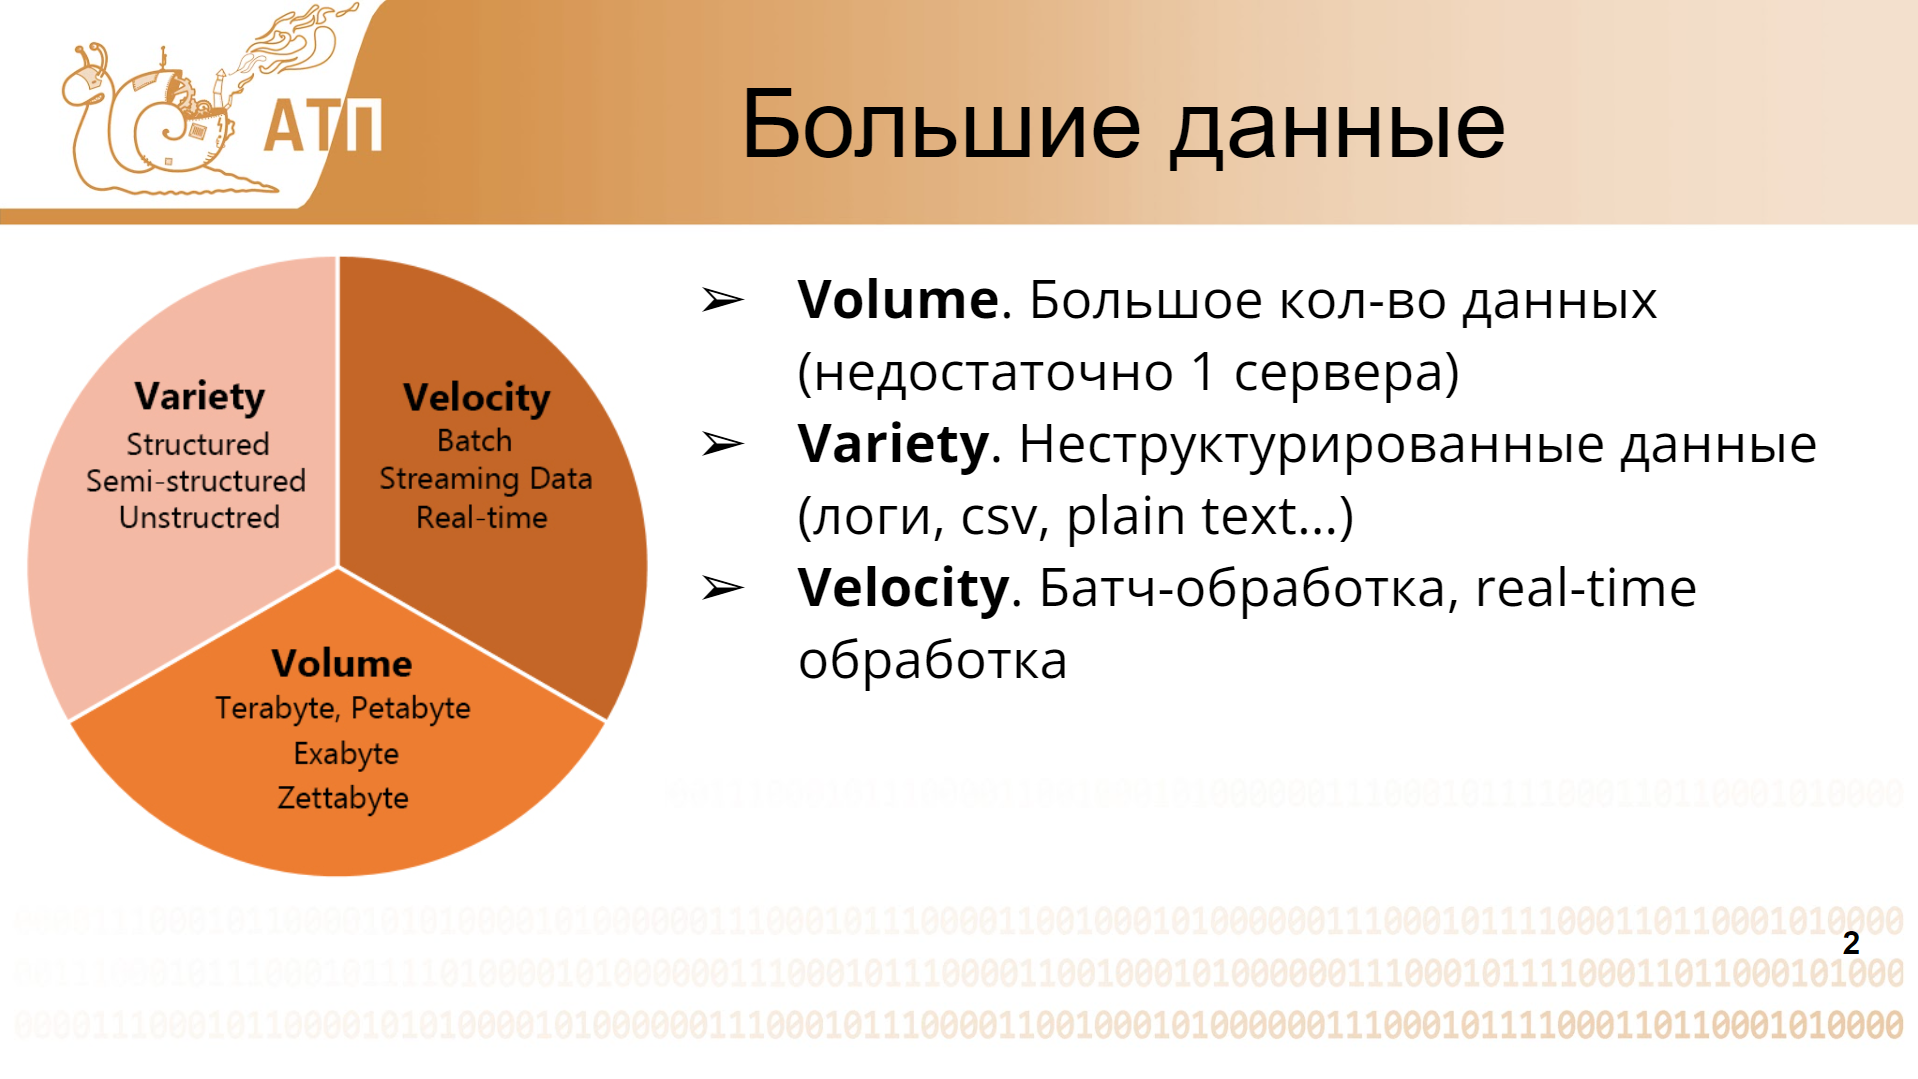 АТП
Большие данные
Variety
Structured
Semi-structured
Unstructred
Velocity
Batch
Streaming Data
Real-time
Volume
Terabyte, Petabyte
Exabyte
Zettabyte
➢ Volume. Большое кол-во данных
(недостаточно 1 сервера)
➢ Variety. Неструктурированные данные
(логи, csv, plain text...)
➢ Velocity. Батч-обработка, real-time
обработка
2